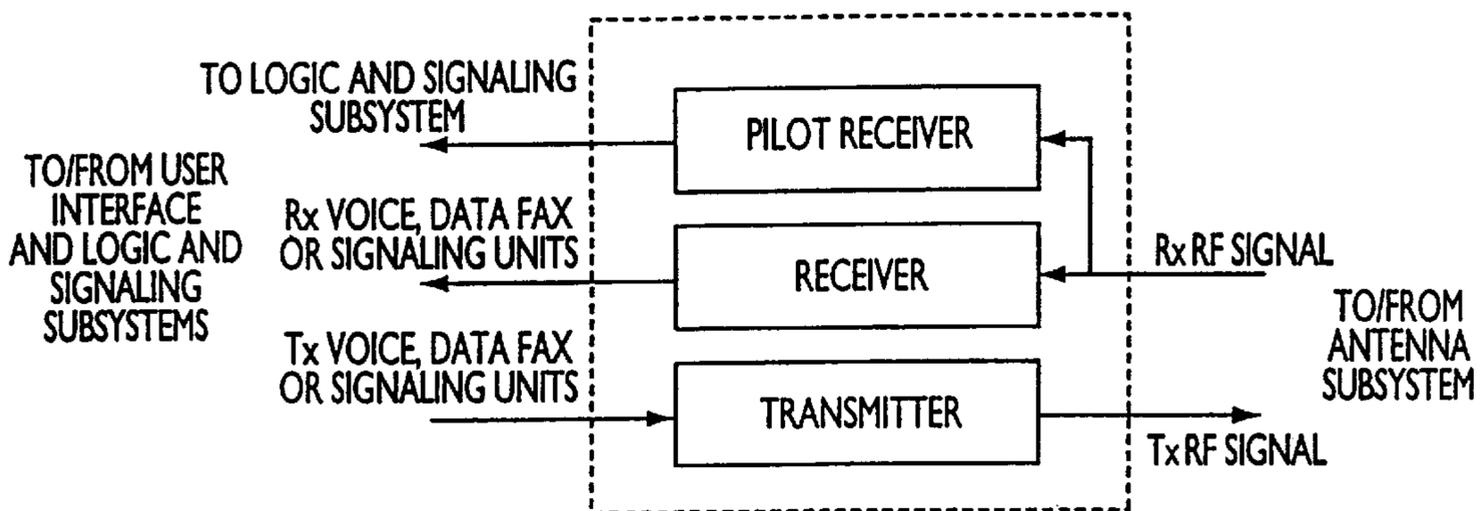 TO LOGIC AND SIGNALING
SUBSYSTEM
PILOT RECEIVER
TO/FROM USER
INTERFACE
AND LOGIC AND
SIGNALING
SUBSYSTEMS
Rx VOICE, DATA FAX
OR SIGNALING UNITS
RECEIVER
Rx RF SIGNAL
TO/FROM
ANTENNA
SUBSYSTEM
Tx VOICE, DATA FAX
OR SIGNALING UNITS
TRANSMITTER
Tx RF SIGNAL